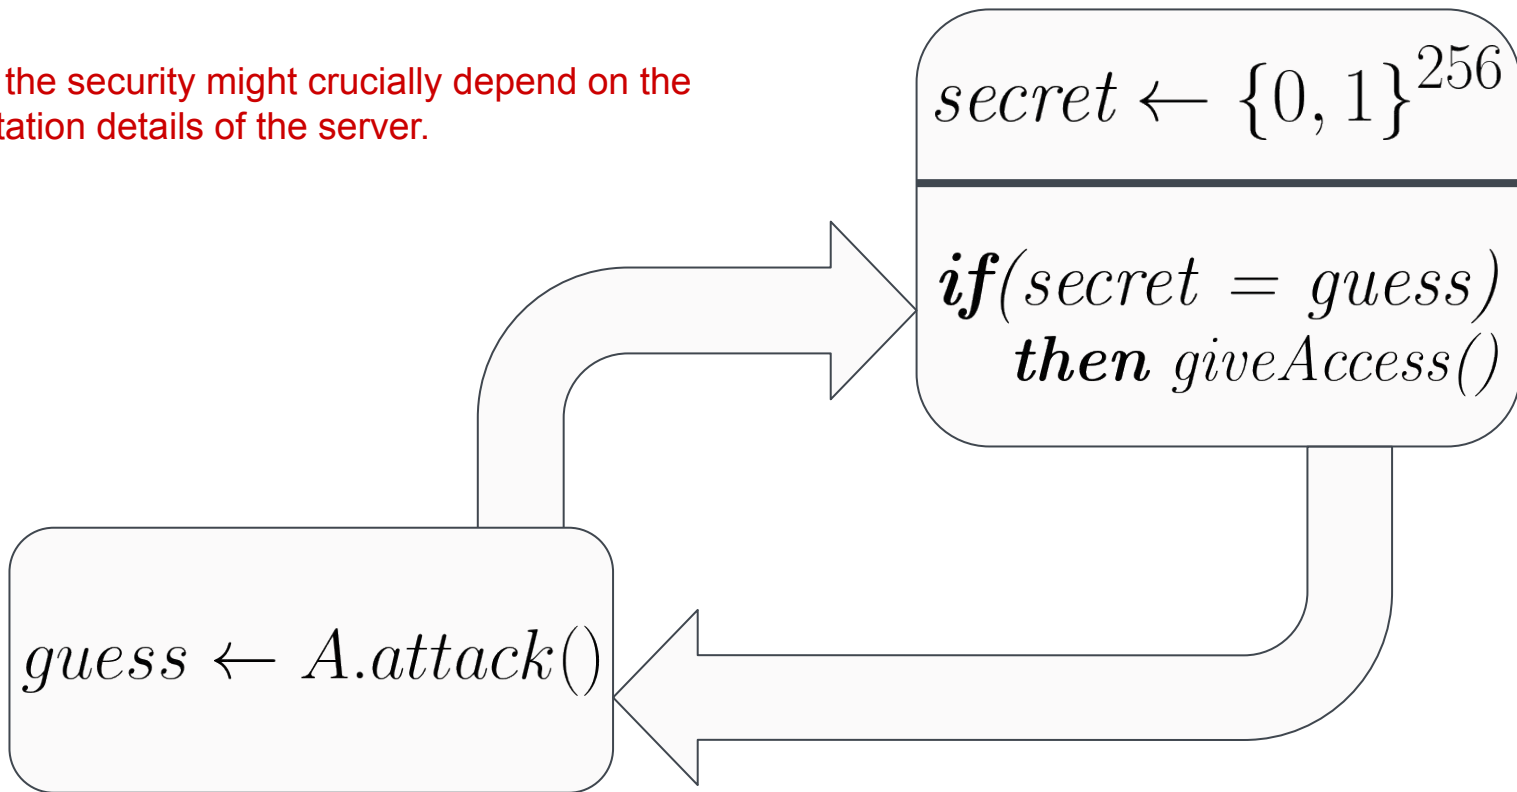 the security might crucially depend on the
tation details of the server.
secret ← {0, 1}^256
if(secret = guess)
then giveAccess()
guess ← A.attack()